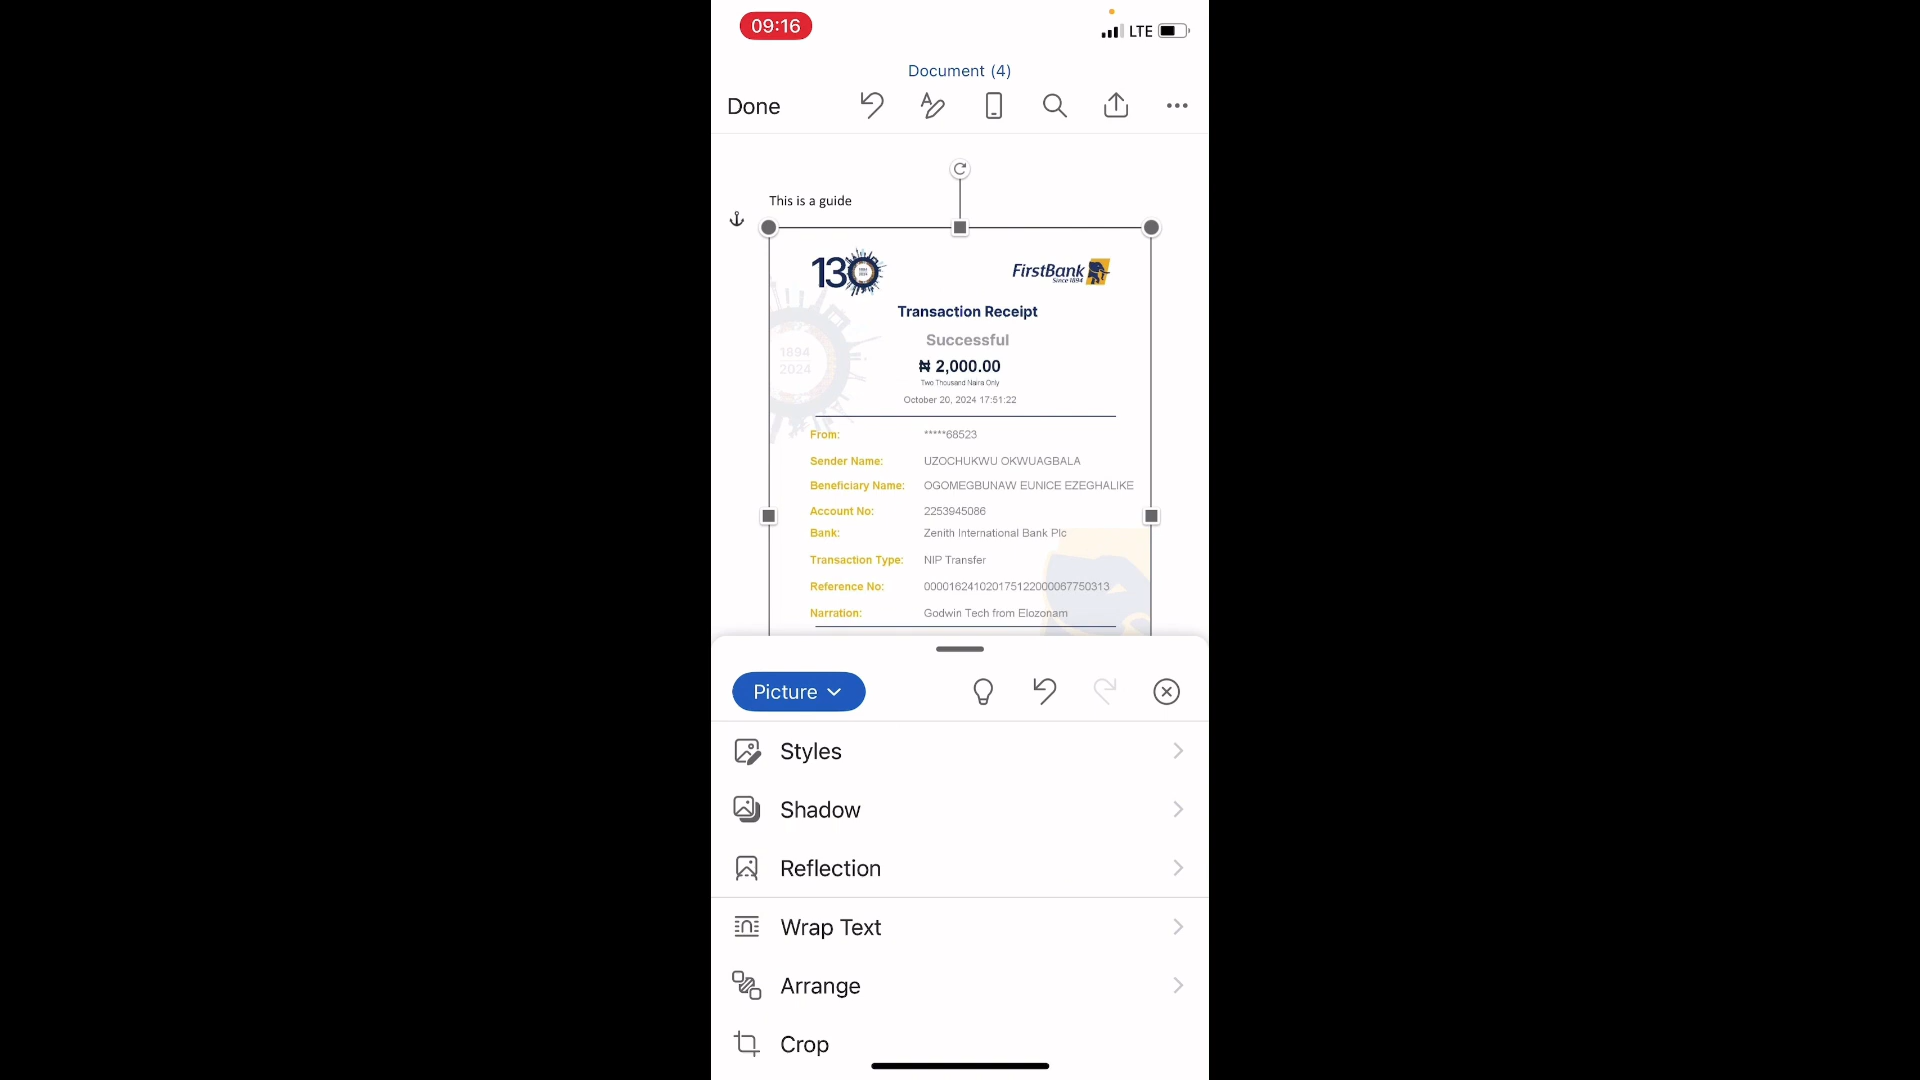 09:16
LTE
Document (4)
Done
This is a guide
130
FirstBank
Since 1894
Transaction Receipt
Successful
1894
2024
₦ 2,000.00
Two Thousand Naira Only
October 20, 2024 17:51:22
From: *****68523
Sender Name: UZOCHUKWU OKWUAGBALA
Beneficiary Name: OGOMEGBUNAW EUNICE EZEGHALIKE
Account No: 2253945086
Bank: Zenith International Bank Plc
Transaction Type: NIP Transfer
Reference No: 000016241020175122000067750313
Narration: Godwin Tech from Elozonam
Picture
Styles
Shadow
Reflection
Wrap Text
Arrange
Crop